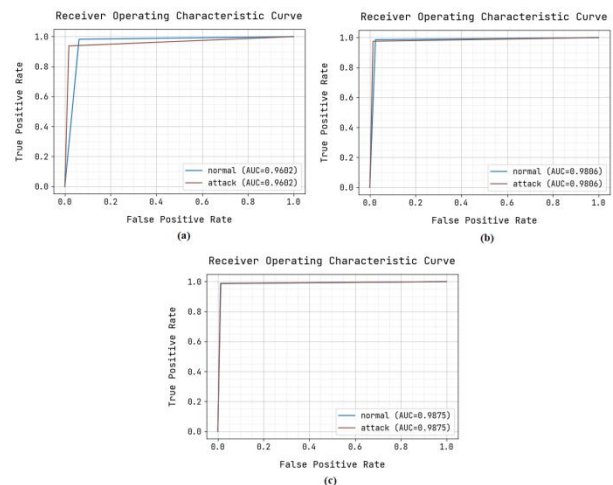 Receiver Operating Characteristic Curve
1.0
0.8
0.6
0.4
0.2
0.0
True Positive Rate
normal (AUC=0.9602)
attack (AUC=0.9602)
0.0 0.2 0.4 0.6 0.8 1.0
False Positive Rate
(a)
Receiver Operating Characteristic Curve
1.0
0.8
0.6
0.4
0.2
0.0
True Positive Rate
normal (AUC=0.9806)
attack (AUC=0.9806)
0.0 0.2 0.4 0.6 0.8 1.0
False Positive Rate
(b)
Receiver Operating Characteristic Curve
1.0
0.8
0.6
0.4
0.2
0.0
True Positive Rate
normal (AUC=0.9875)
attack (AUC=0.9875)
0.0 0.2 0.4 0.6 0.8 1.0
False Positive Rate
(c)